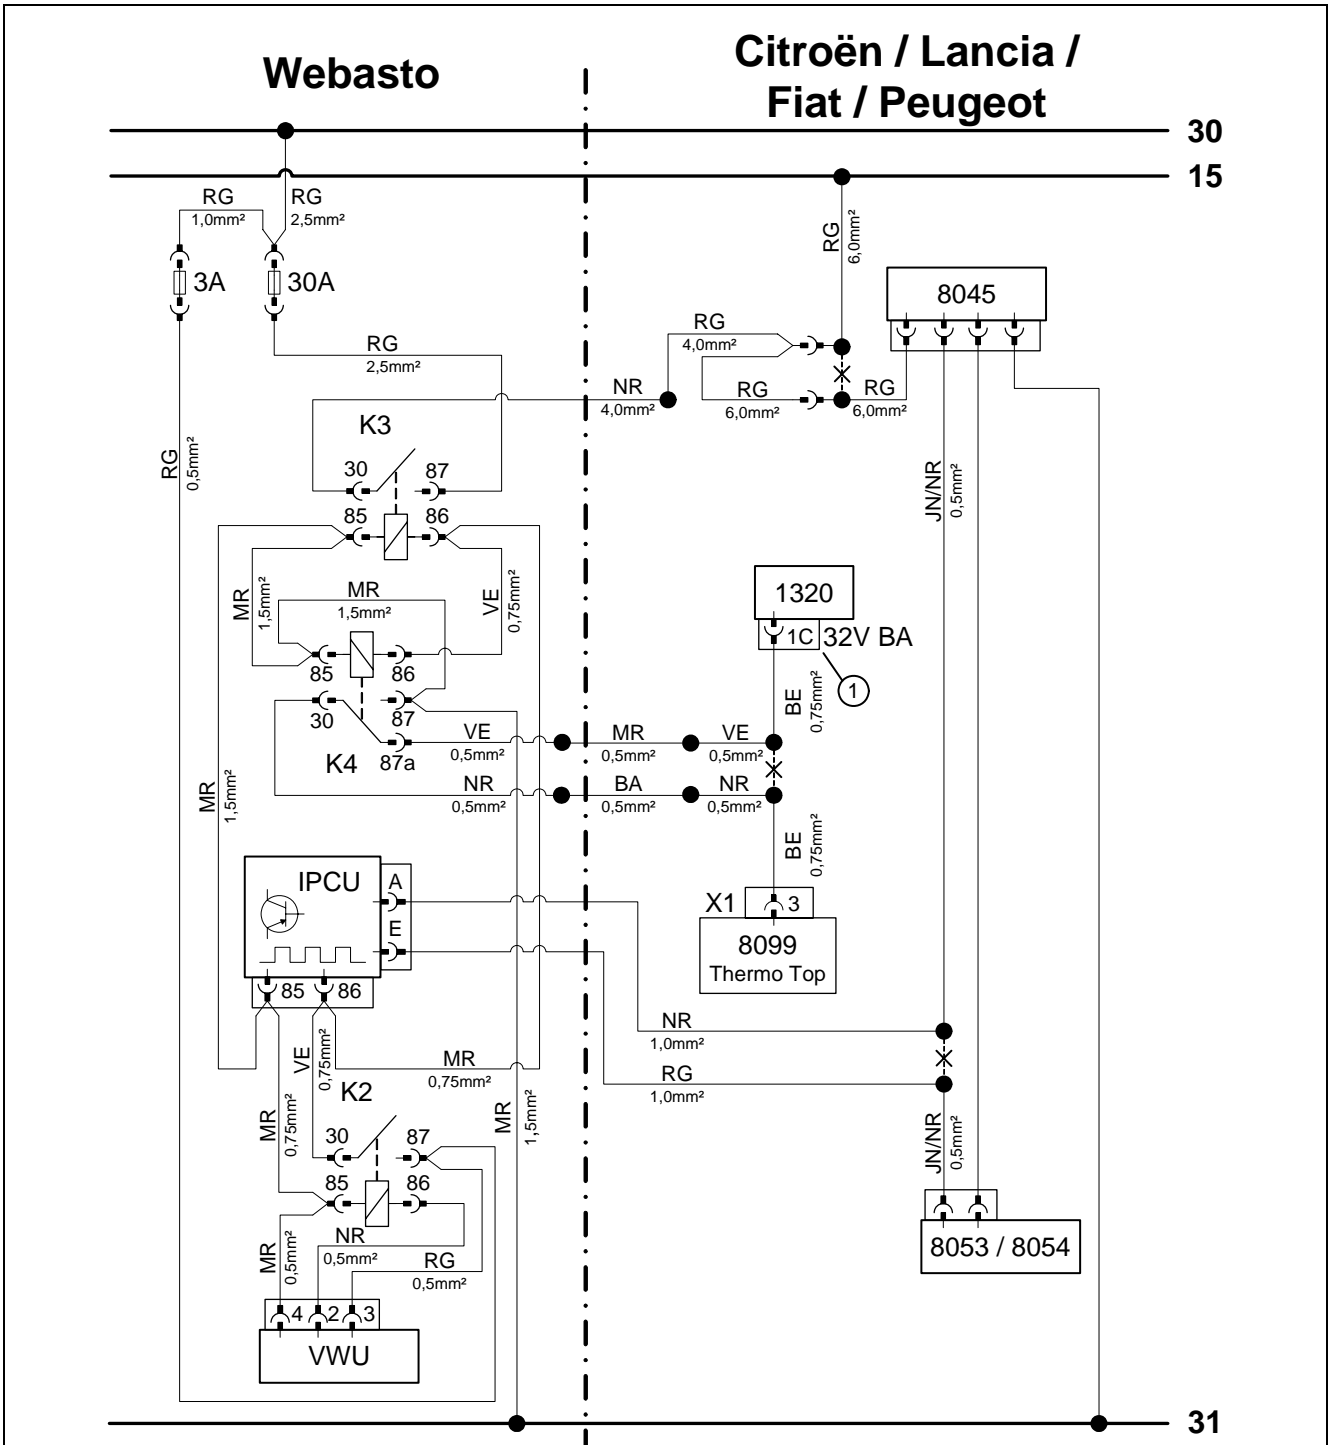 Webasto
Citroën / Lancia /
Fiat / Peugeot
30
15
RG
1,0mm²
RG
2,5mm²
3A
30A
RG
6,0mm²
8045
RG
2,5mm²
RG
4,0mm²
NR
4,0mm²
RG
6,0mm²
RG
6,0mm²
K3
30
87
85
86
RG
0,5mm²
JN/NR
0,5mm²
MR
1,5mm²
MR
1,5mm²
VE
0,75mm²
85
86
30
87
K4
87a
1320
1C
32V BA
1
BE
0,75mm²
VE
0,5mm²
MR
0,5mm²
VE
0,5mm²
NR
0,5mm²
BA
0,5mm²
NR
0,5mm²
MR
1,5mm²
BE
0,75mm²
IPCU
A
E
85
86
X1
3
8099
Thermo Top
NR
1,0mm²
RG
1,0mm²
VE
0,75mm²
MR
0,75mm²
K2
MR
0,75mm²
MR
1,5mm²
30
87
85
86
JN/NR
0,5mm²
MR
0,5mm²
NR
0,5mm²
RG
0,5mm²
8053 / 8054
4
2
3
VWU
31